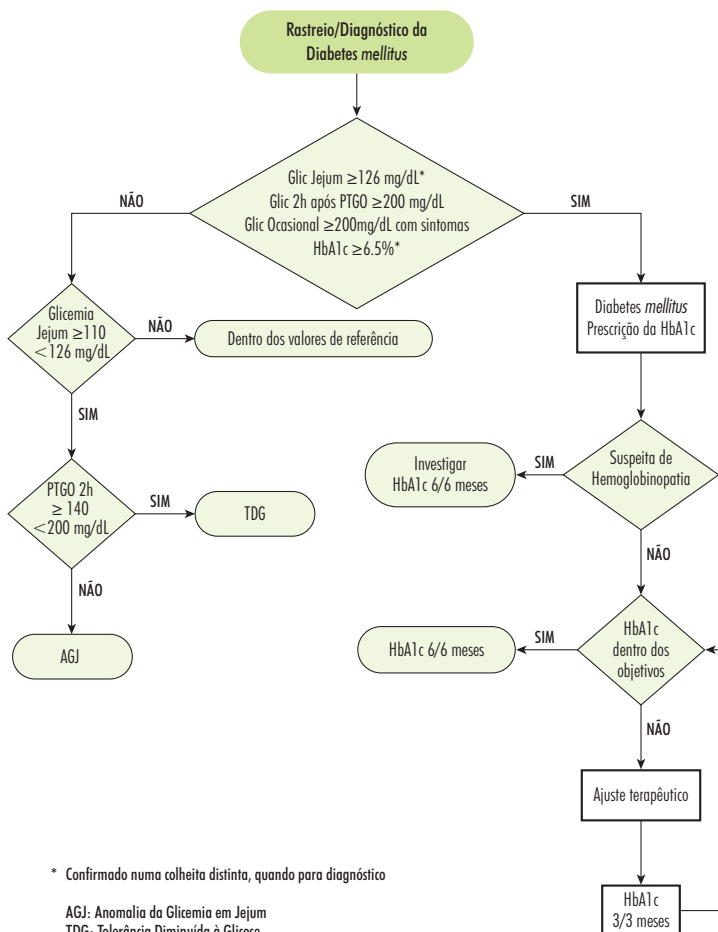 Rastreio/Diagnóstico da
Diabetes mellitus
Glic Jejum ≥126 mg/dL*
Glic 2h após PTGO ≥200 mg/dL
Glic Ocasional ≥200mg/dL com sintomas
HbA1c ≥6.5%*
NÃO
SIM
Glicemia
Jejum ≥110
<126 mg/dL
NÃO
Dentro dos valores de referência
Diabetes mellitus
Prescrição da HbA1c
SIM
PTGO 2h
≥ 140
<200 mg/dL
SIM
TDG
Investigar
HbA1c 6/6 meses
SIM
Suspeita de
Hemoglobinopatia
NÃO
NÃO
AGJ
HbA1c 6/6 meses
SIM
HbA1c
dentro dos
objetivos
NÃO
Ajuste terapêutico
HbA1c
3/3 meses
* Confirmado numa colheita distinta, quando para diagnóstico
AGJ: Anomalia da Glicemia em Jejum
TDG: Tolerância Diminuída à Glicose